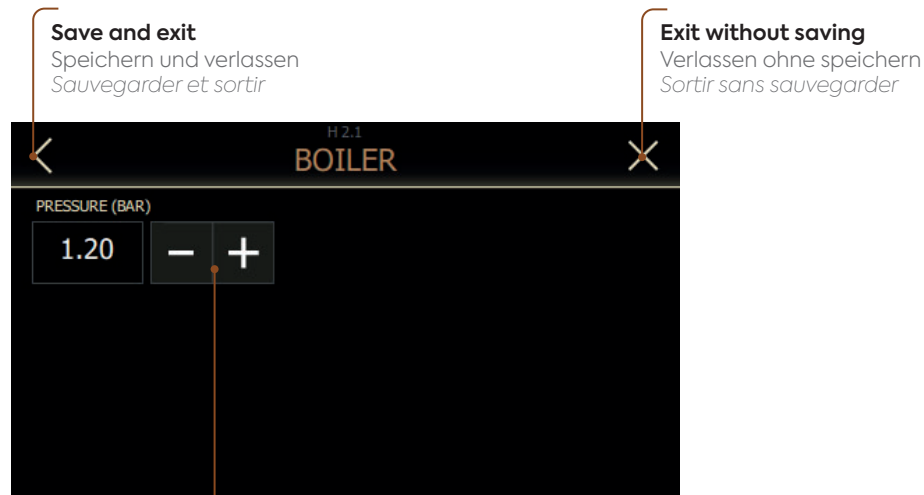 Save and exit
Speichern und verlassen
Sauvegarder et sortir
Exit without saving
Verlassen ohne speichern
Sortir sans sauvegarder
H 2.1
BOILER
PRESSURE (BAR)
1.20 − +